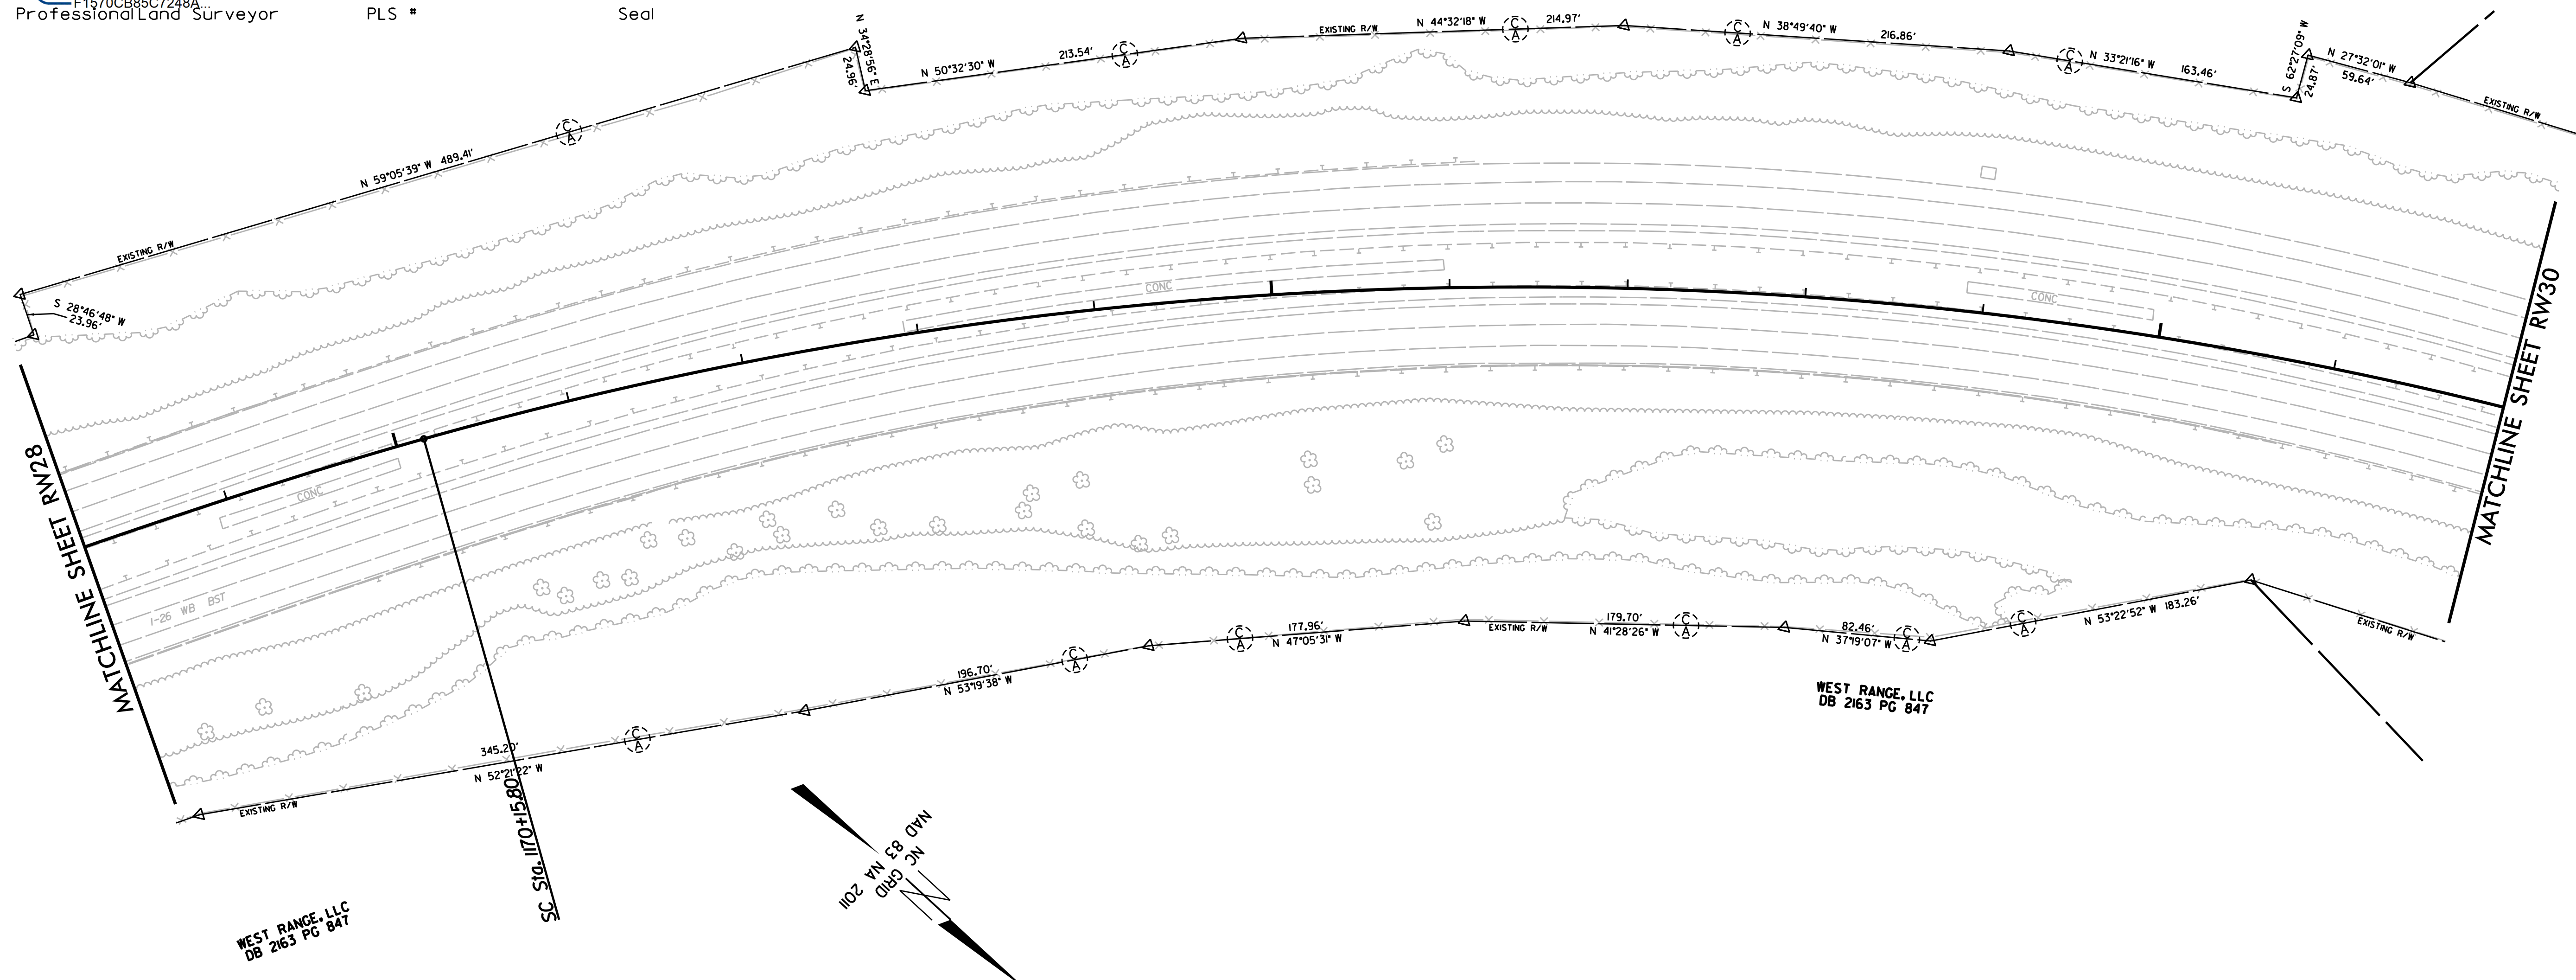 F1570CB85C7248A...
ProfessionalLand Surveyor PLS # Seal
N 34°28'56" E
24.96'
N 50°32'30" W
213.54'
C
A
EXISTING R/W
N 44°32'18" W
C
A
214.97'
C
A
N 38°49'40" W
216.86'
C
A
N 33°21'16" W
163.46'
S 62°27'09" W
24.87'
N 27°32'01" W
59.64'
EXISTING R/W
C
A
N 59°05'39" W 489.41'
EXISTING R/W
S 28°46'48" W
23.96'
CONC
CONC
CONC
MATCHLINE SHEET RW28
MATCHLINE SHEET RW30
I-26 WB BST
345.20'
N 52°21'22" W
EXISTING R/W
C
A
196.70'
N 53°19'38" W
C
A
C
A
177.96'
N 47°05'31" W
EXISTING R/W
179.70'
N 41°28'26" W
C
A
82.46'
N 37°19'07" W
C
A
C
A
N 53°22'52" W 183.26'
EXISTING R/W
WEST RANGE, LLC
DB 2163 PG 847
SC Sta. 1170+15.80
NC GRID
NAD 83 NA 2011
WEST RANGE, LLC
DB 2163 PG 847